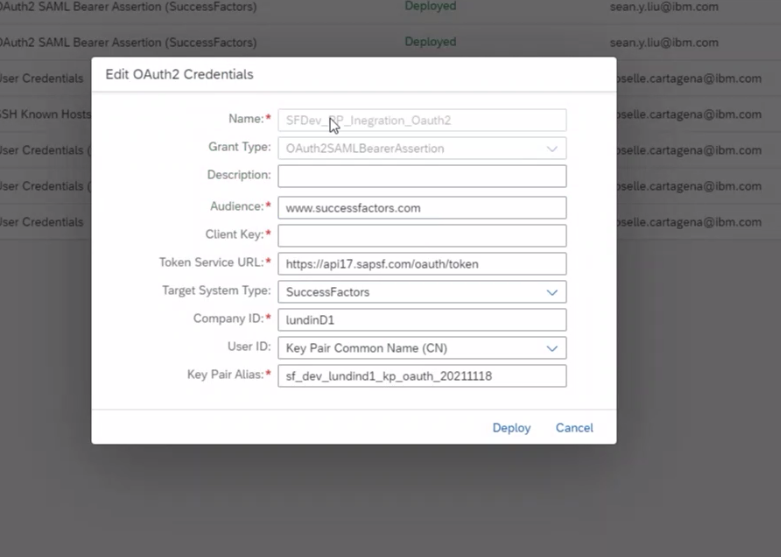 OAuth2 SAML Bearer Assertion (SuccessFactors) Deployed sean.y.liu@ibm.com
OAuth2 SAML Bearer Assertion (SuccessFactors) Deployed sean.y.liu@ibm.com
Edit OAuth2 Credentials
User Credentials oselle.cartagena@ibm.com
SSH Known Hosts oselle.cartagena@ibm.com
User Credentials ( oselle.cartagena@ibm.com
User Credentials ( oselle.cartagena@ibm.com
User Credentials oselle.cartagena@ibm.com
Name:* SFDev_ P_Inegration_Oauth2
Grant Type: OAuth2SAMLBearerAssertion
Description:
Audience:* www.successfactors.com
Client Key:*
Token Service URL:* https://api17.sapsf.com/oauth/token
Target System Type: SuccessFactors
Company ID:* lundinD1
User ID: Key Pair Common Name (CN)
Key Pair Alias:* sf_dev_lundind1_kp_oauth_20211118
Deploy Cancel